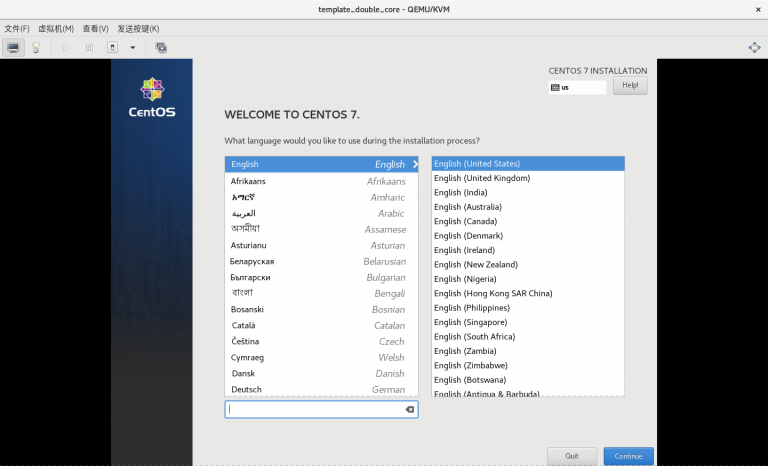 template_double_core - QEMU/KVM
文件(F) 虚拟机(M) 查看(V) 发送按键(K)
CentOS
CENTOS 7 INSTALLATION
us
Help!
WELCOME TO CENTOS 7.
What language would you like to use during the installation process?
English English
Afrikaans Afrikaans
አማርኛ Amharic
العربية Arabic
অসমীয়া Assamese
Asturianu Asturian
Беларуская Belarusian
Български Bulgarian
বাংলা Bengali
Bosanski Bosnian
Català Catalan
Čeština Czech
Cymraeg Welsh
Dansk Danish
Deutsch German
English (United States)
English (United Kingdom)
English (India)
English (Australia)
English (Canada)
English (Denmark)
English (Ireland)
English (New Zealand)
English (Nigeria)
English (Hong Kong SAR China)
English (Philippines)
English (Singapore)
English (South Africa)
English (Zambia)
English (Zimbabwe)
English (Botswana)
English (Antigua & Barbuda)
Quit
Continue